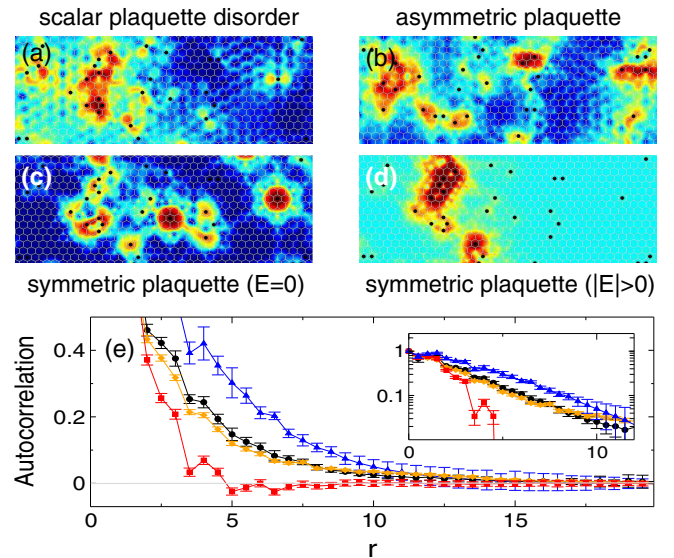 scalar plaquette disorder
asymmetric plaquette
(a)
(b)
(c)
(d)
symmetric plaquette (E=0)
symmetric plaquette (|E|>0)
(e)
Autocorrelation
0.4
0.2
0
0
5
10
15
r
1
0.1
0
10